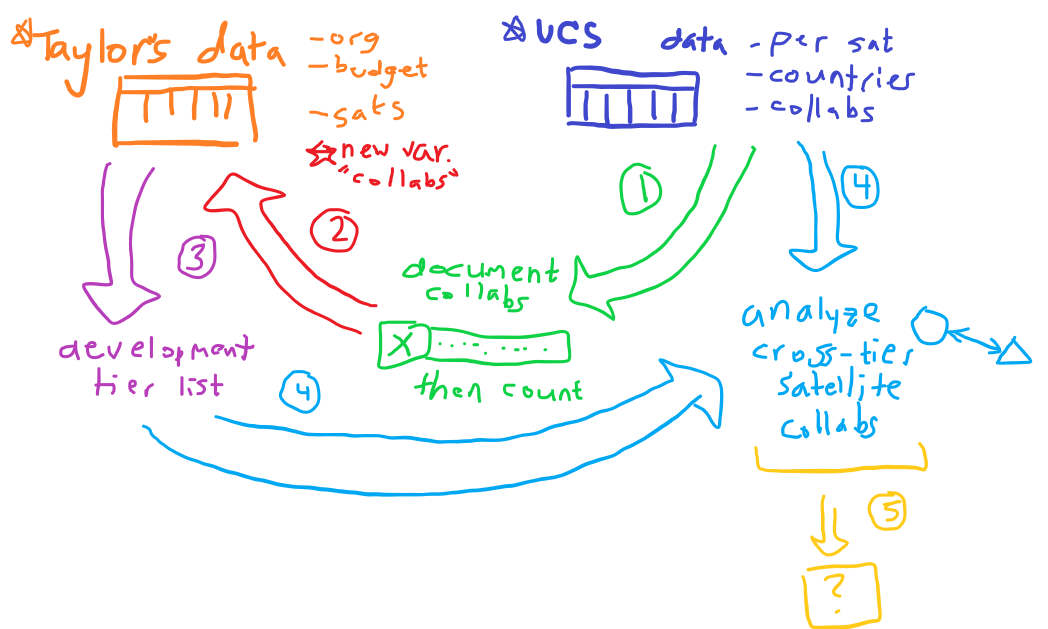 Taylor's data
- org
- budget
- sats
new var.
"collabs"
UCS data
- per sat
- countries
- collabs
1
4
2
3
document
collabs
X
then count
development
tier list
4
analyze
cross-tier
satellite
collabs
5
?